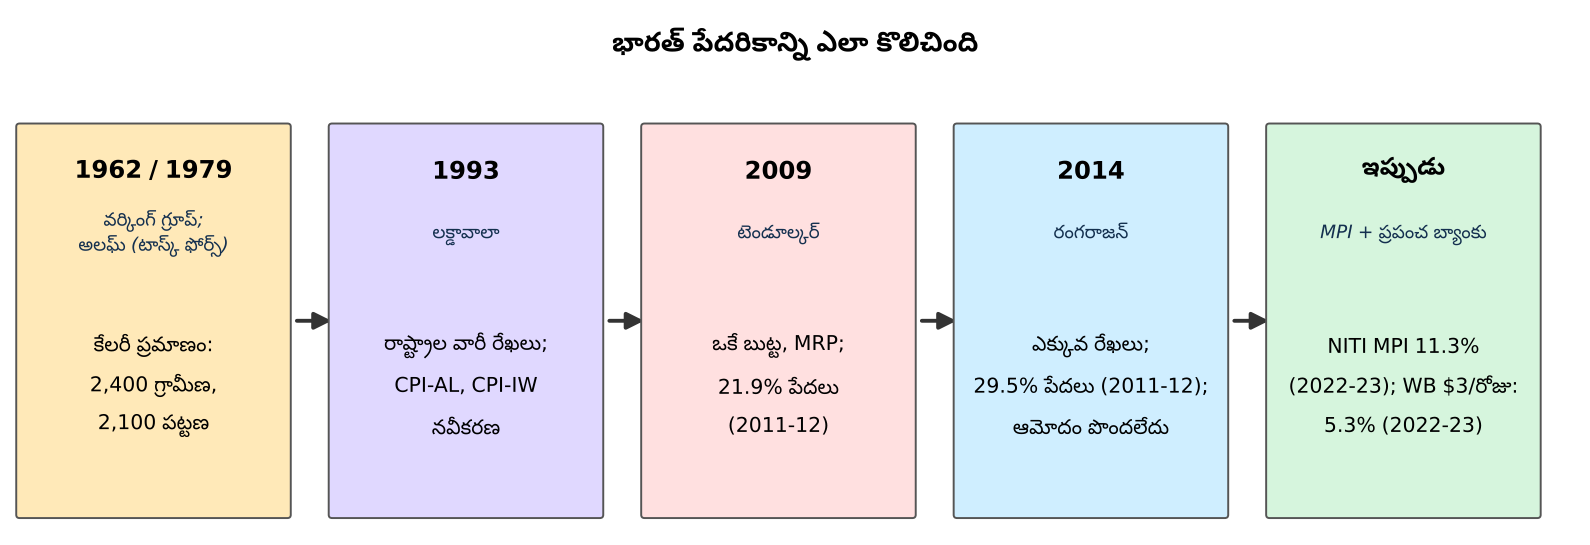 భారత్ పేదరికాన్ని ఎలా కొలిచింది
1962 / 1979
వర్కింగ్ గ్రూప్;
అలఘ్ (టాస్క్ ఫోర్స్)
కేలరీ ప్రమాణం:
2,400 గ్రామీణ,
2,100 పట్టణ
1993
లక్డావాలా
రాష్ట్రాల వారీ రేఖలు;
CPI-AL, CPI-IW
నవీకరణ
2009
టెండూల్కర్
ఒకే బుట్ట, MRP;
21.9% పేదలు
(2011-12)
2014
రంగరాజన్
ఎక్కువ రేఖలు;
29.5% పేదలు (2011-12);
ఆమోదం పొందలేదు
ఇప్పుడు
MPI + ప్రపంచ బ్యాంకు
NITI MPI 11.3%
(2022-23); WB $3/రోజు:
5.3% (2022-23)